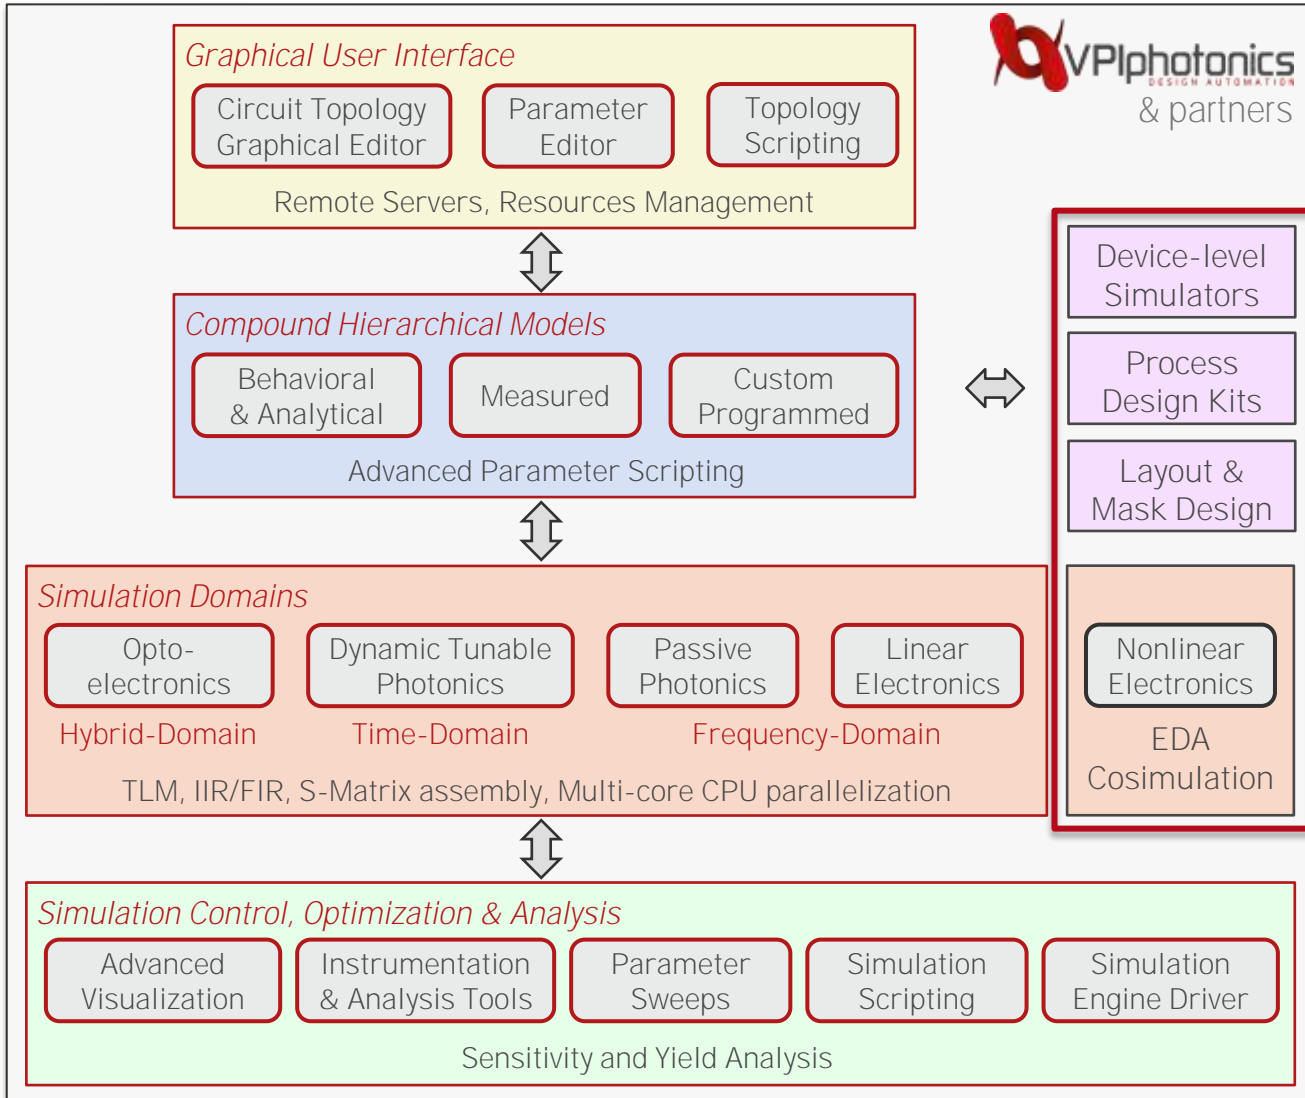 VPIphotonics
DESIGN AUTOMATION
& partners
Graphical User Interface
Circuit Topology
Graphical Editor
Parameter
Editor
Topology
Scripting
Remote Servers, Resources Management
Compound Hierarchical Models
Behavioral
& Analytical
Measured
Custom
Programmed
Advanced Parameter Scripting
Device-level
Simulators
Process
Design Kits
Layout &
Mask Design
Simulation Domains
Opto-
electronics
Dynamic Tunable
Photonics
Passive
Photonics
Linear
Electronics
Hybrid-Domain
Time-Domain
Frequency-Domain
TLM, IIR/FIR, S-Matrix assembly, Multi-core CPU parallelization
Nonlinear
Electronics
EDA
Cosimulation
Simulation Control, Optimization & Analysis
Advanced
Visualization
Instrumentation
& Analysis Tools
Parameter
Sweeps
Simulation
Scripting
Simulation
Engine Driver
Sensitivity and Yield Analysis